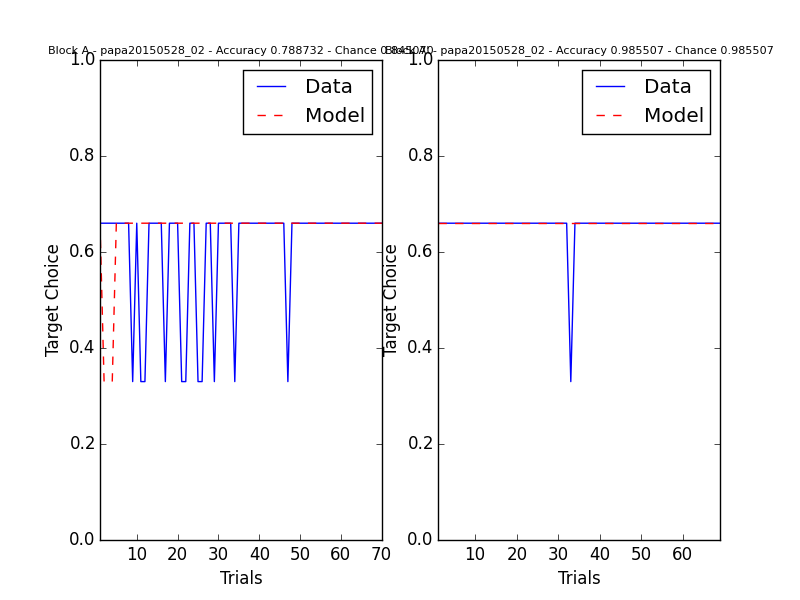 Block A - papa20150528_02 - Accuracy 0.788732 - Chance
- papa20150528_02 - Accuracy 0.985507 - Chance 0.985507
1.0
0.8
0.6
0.4
0.2
0.0
Target Choice
10 20 30 40 50 60 70
Trials
Data
Model
1.0
0.8
0.6
0.4
0.2
0.0
Target Choice
10 20 30 40 50 60
Trials
Data
Model